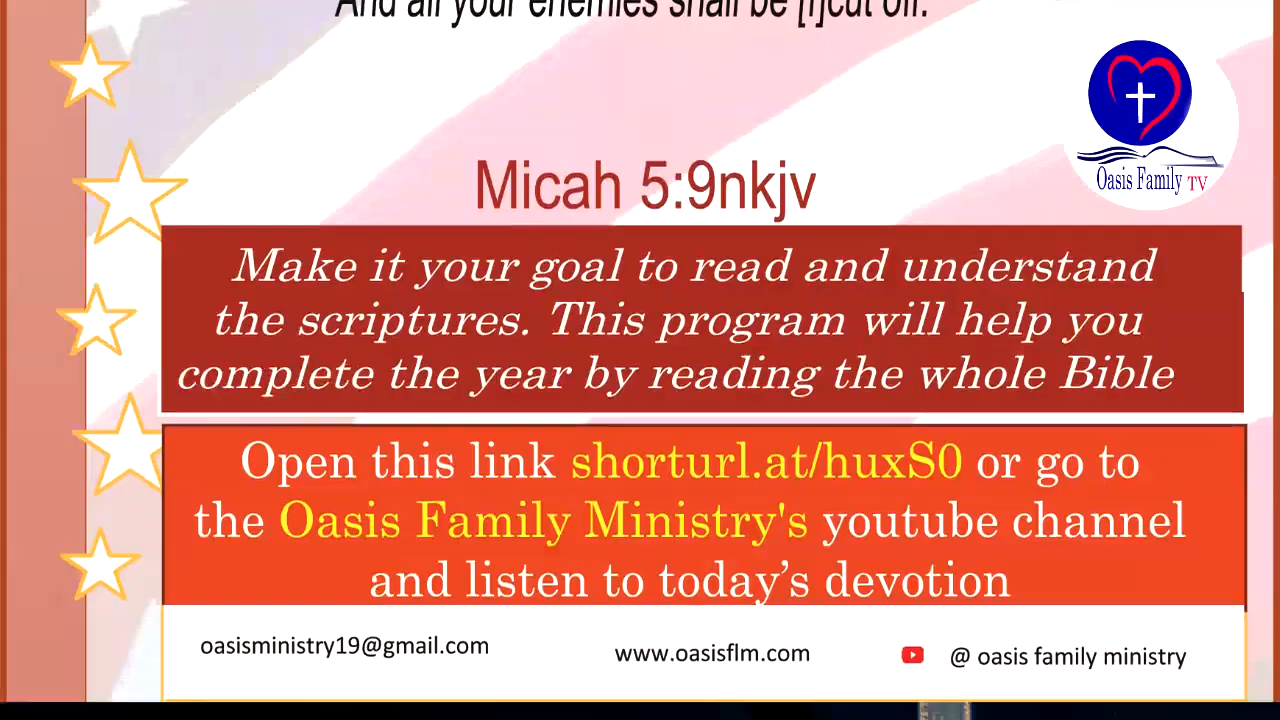 And all your enemies shall be [f]cut off.
Oasis Family TV
Micah 5:9nkjv
Make it your goal to read and understand
the scriptures. This program will help you
complete the year by reading the whole Bible
Open this link shorturl.at/huxS0 or go to
the Oasis Family Ministry's youtube channel
and listen to today’s devotion
oasisministry19@gmail.com
www.oasisflm.com
@ oasis family ministry